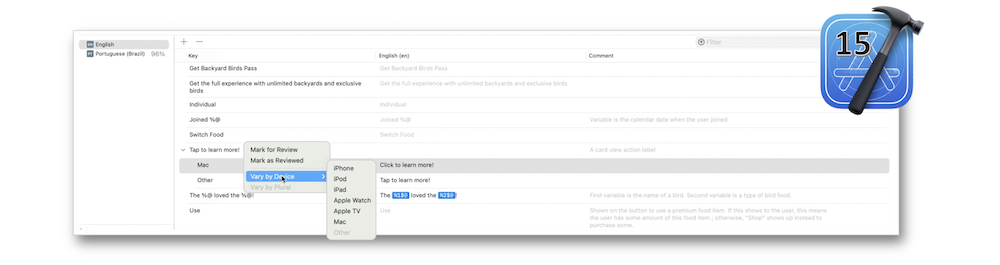 15
English
Portuguese (Brazil) 96%
Filter
Key English (en) Comment
Get Backyard Birds Pass Get Backyard Birds Pass
Get the full experience with unlimited backyards and exclusive Get the full experience with unlimited backyards and exclusive birds
birds
Individual Individual
Joined %@ Joined %@ Variable is the calendar date when the user joined
Switch Food Switch Food
Tap to learn more! A card view action label
Mac Click to learn more!
Other Tap to learn more!
The %@ loved the %@! The %1$@ loved the %2$@!
First variable is the name of a bird. Second variable is a type of bird food.
Use Use Shown on the button to use a premium food item. If this shows to the user, this means
the user has some amount of this food item ; otherwise, "Shop" shows up instead to
purchase some.
Mark for Review
Mark as Reviewed
Vary by Device
Vary by Plural
iPhone
iPod
iPad
Apple Watch
Apple TV
Mac
Other